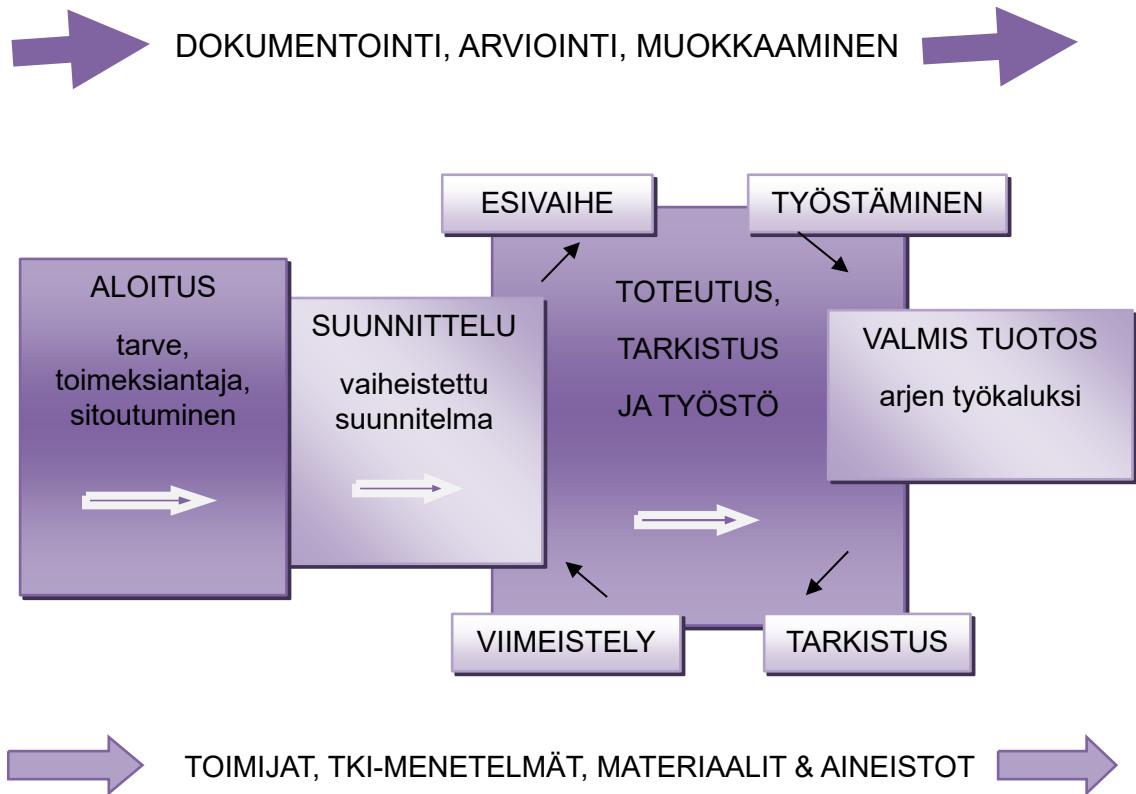 DOKUMENTOINTI, ARVIOINTI, MUOKKAAMINEN
ESIVAIHE
TYÖSTÄMINEN
ALOITUS
tarve,
toimeksiantaja,
sitoutuminen
SUUNNITTELU
vaiheistettu
suunnitelma
TOTEUTUS,
TARKISTUS
JA TYÖSTÖ
VALMIS TUOTOS
arjen työkaluksi
VIIMEISTELY
TARKISTUS
TOIMIJAT, TKI-MENETELMÄT, MATERIAALIT & AINEISTOT